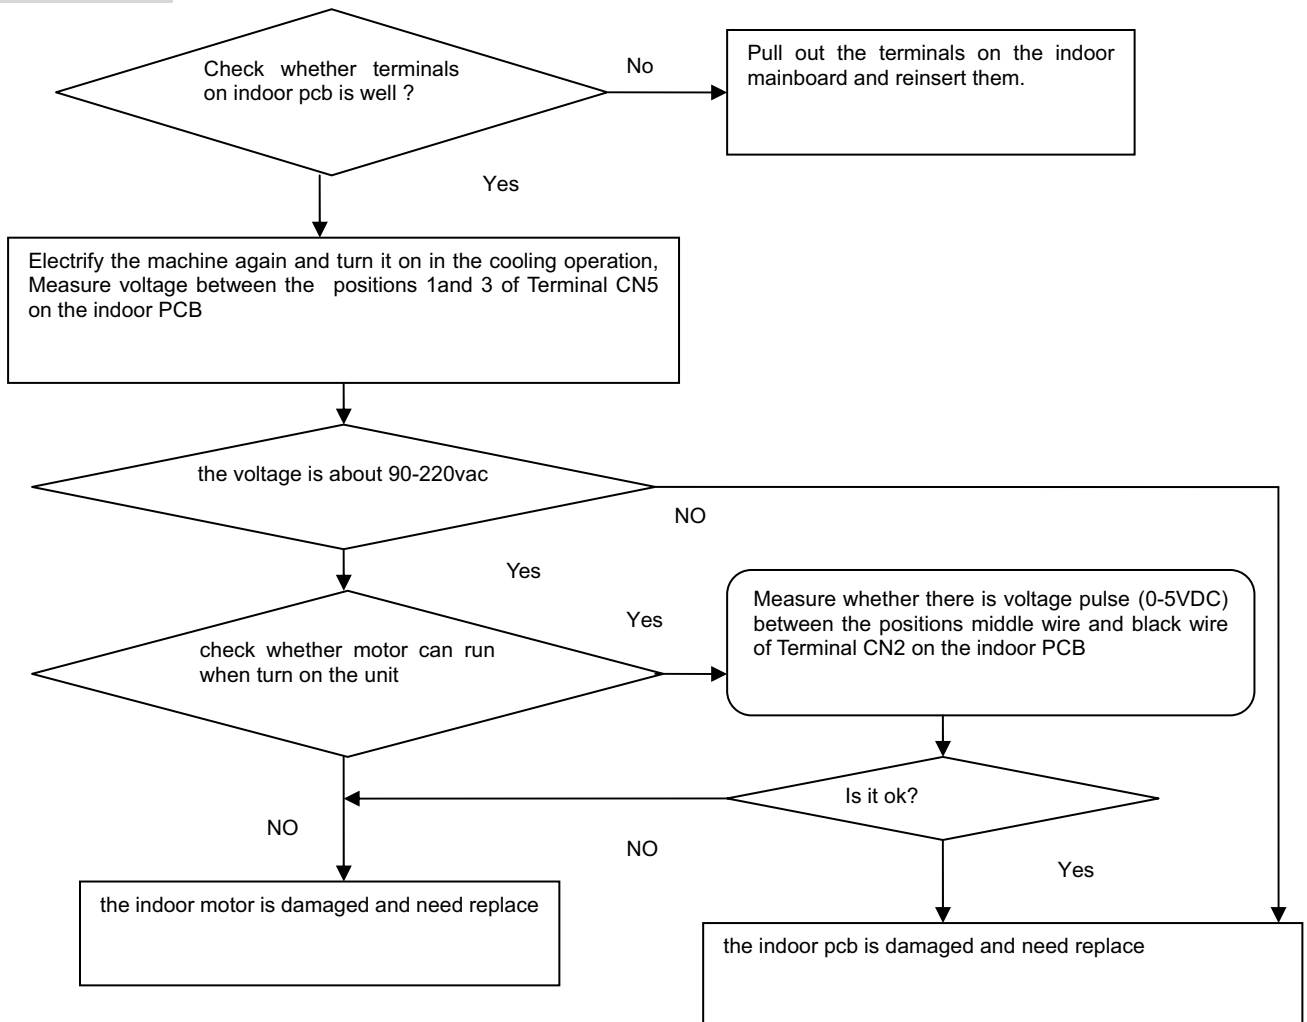 Check whether terminals
on indoor pcb is well ?
No
Pull out the terminals on the indoor
mainboard and reinsert them.
Yes
Electrify the machine again and turn it on in the cooling operation,
Measure voltage between the positions 1and 3 of Terminal CN5
on the indoor PCB
the voltage is about 90-220vac
NO
Yes
check whether motor can run
when turn on the unit
Yes
Measure whether there is voltage pulse (0-5VDC)
between the positions middle wire and black wire
of Terminal CN2 on the indoor PCB
Is it ok?
NO
NO
Yes
the indoor motor is damaged and need replace
the indoor pcb is damaged and need replace